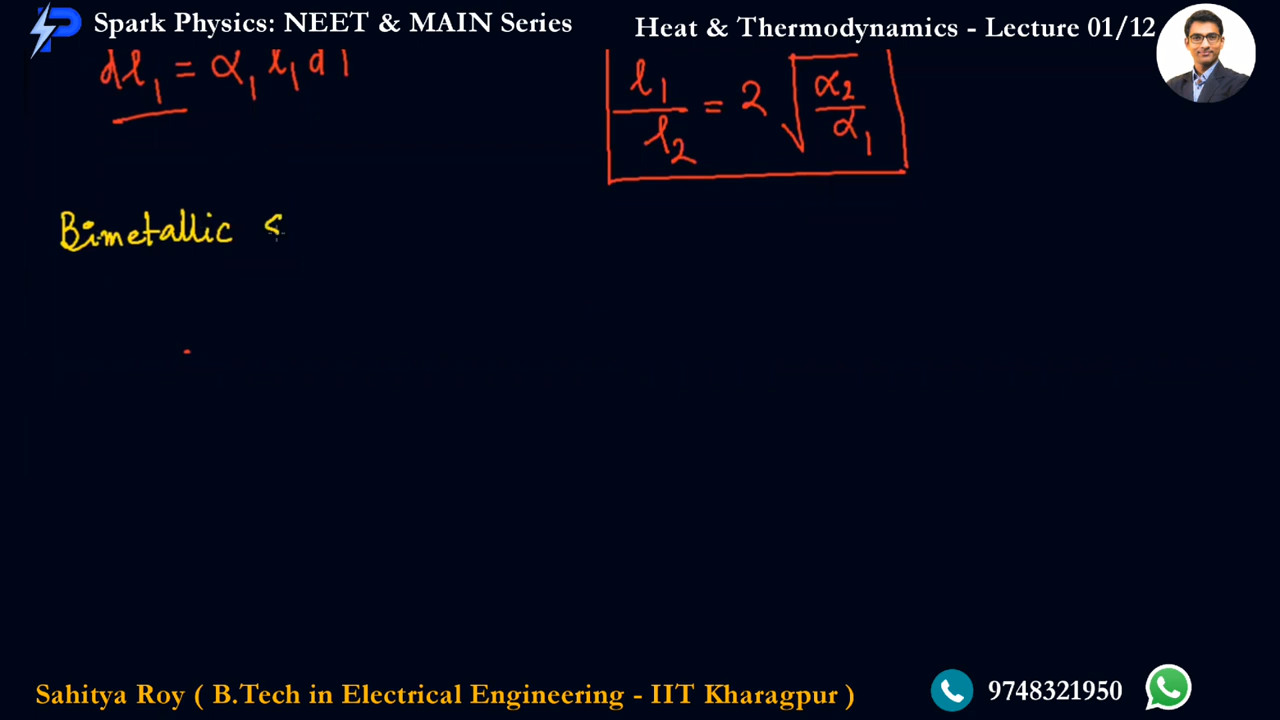 Spark Physics: NEET & MAIN Series
Heat & Thermodynamics - Lecture 01/12
dl₁ = α₁ l₁ dT
l₁/l₂ = 2 √(α₂/α₁)
Bimetallic
Sahitya Roy ( B.Tech in Electrical Engineering - IIT Kharagpur )
9748321950